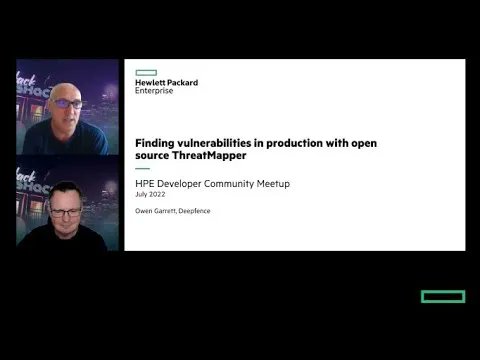 Hewlett Packard
Enterprise
Finding vulnerabilities in production with open
source ThreatMapper
HPE Developer Community Meetup
July 2022
Owen Garrett, Deepfence